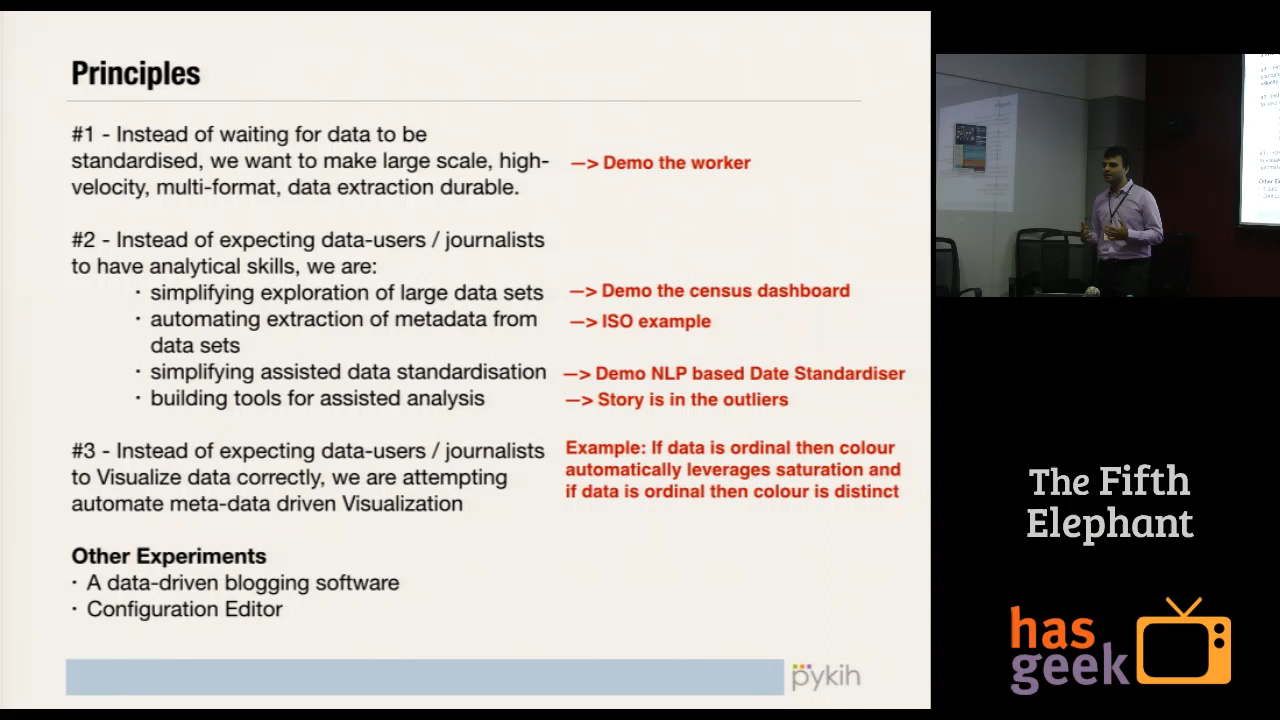 Principles
#1 - Instead of waiting for data to be
standardised, we want to make large scale, high-
velocity, multi-format, data extraction durable.
—> Demo the worker
#2 - Instead of expecting data-users / journalists
to have analytical skills, we are:
· simplifying exploration of large data sets
—> Demo the census dashboard
· automating extraction of metadata from
data sets
—> ISO example
· simplifying assisted data standardisation
—> Demo NLP based Date Standardiser
· building tools for assisted analysis
—> Story is in the outliers
#3 - Instead of expecting data-users / journalists
to Visualize data correctly, we are attempting
automate meta-data driven Visualization
Example: If data is ordinal then colour
automatically leverages saturation and
if data is ordinal then colour is distinct
Other Experiments
· A data-driven blogging software
· Configuration Editor
pykih
The Fifth
Elephant
has
geek